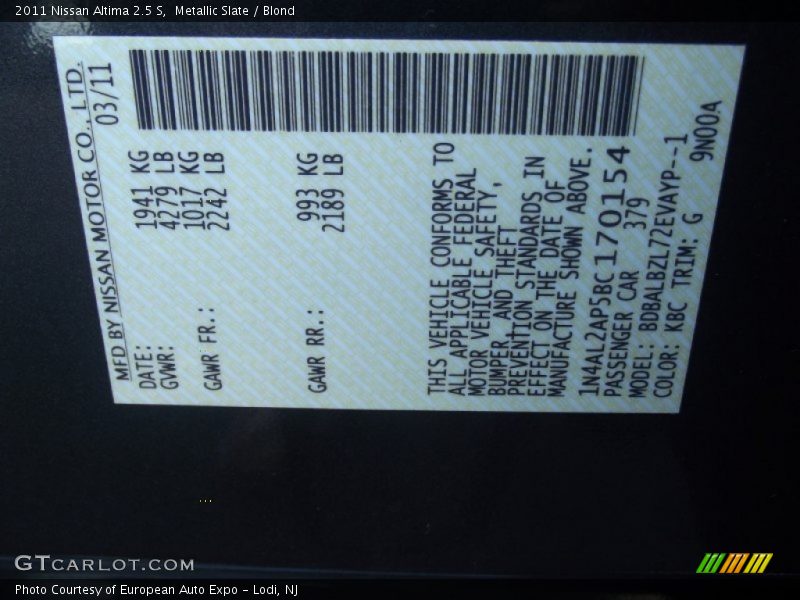 2011 Nissan Altima 2.5 S,  Metallic Slate / Blond
MFD BY NISSAN MOTOR CO., LTD.
DATE: 03/11
GVWR: 1941 KG
4279 LB
GAWR FR.: 1017 KG
2242 LB
GAWR RR.: 993 KG
2189 LB
THIS VEHICLE CONFORMS TO
ALL APPLICABLE FEDERAL
MOTOR VEHICLE SAFETY,
BUMPER AND THEFT
PREVENTION STANDARDS IN
EFFECT ON THE DATE OF
MANUFACTURE SHOWN ABOVE.
1N4AL2AP5BC170154
PASSENGER CAR 379
MODEL: BDBALBZL72EVAYP---1
COLOR: KBC TRIM: G 9N00A
GTCARLOT.COM
Photo Courtesy of European Auto Expo - Lodi, NJ